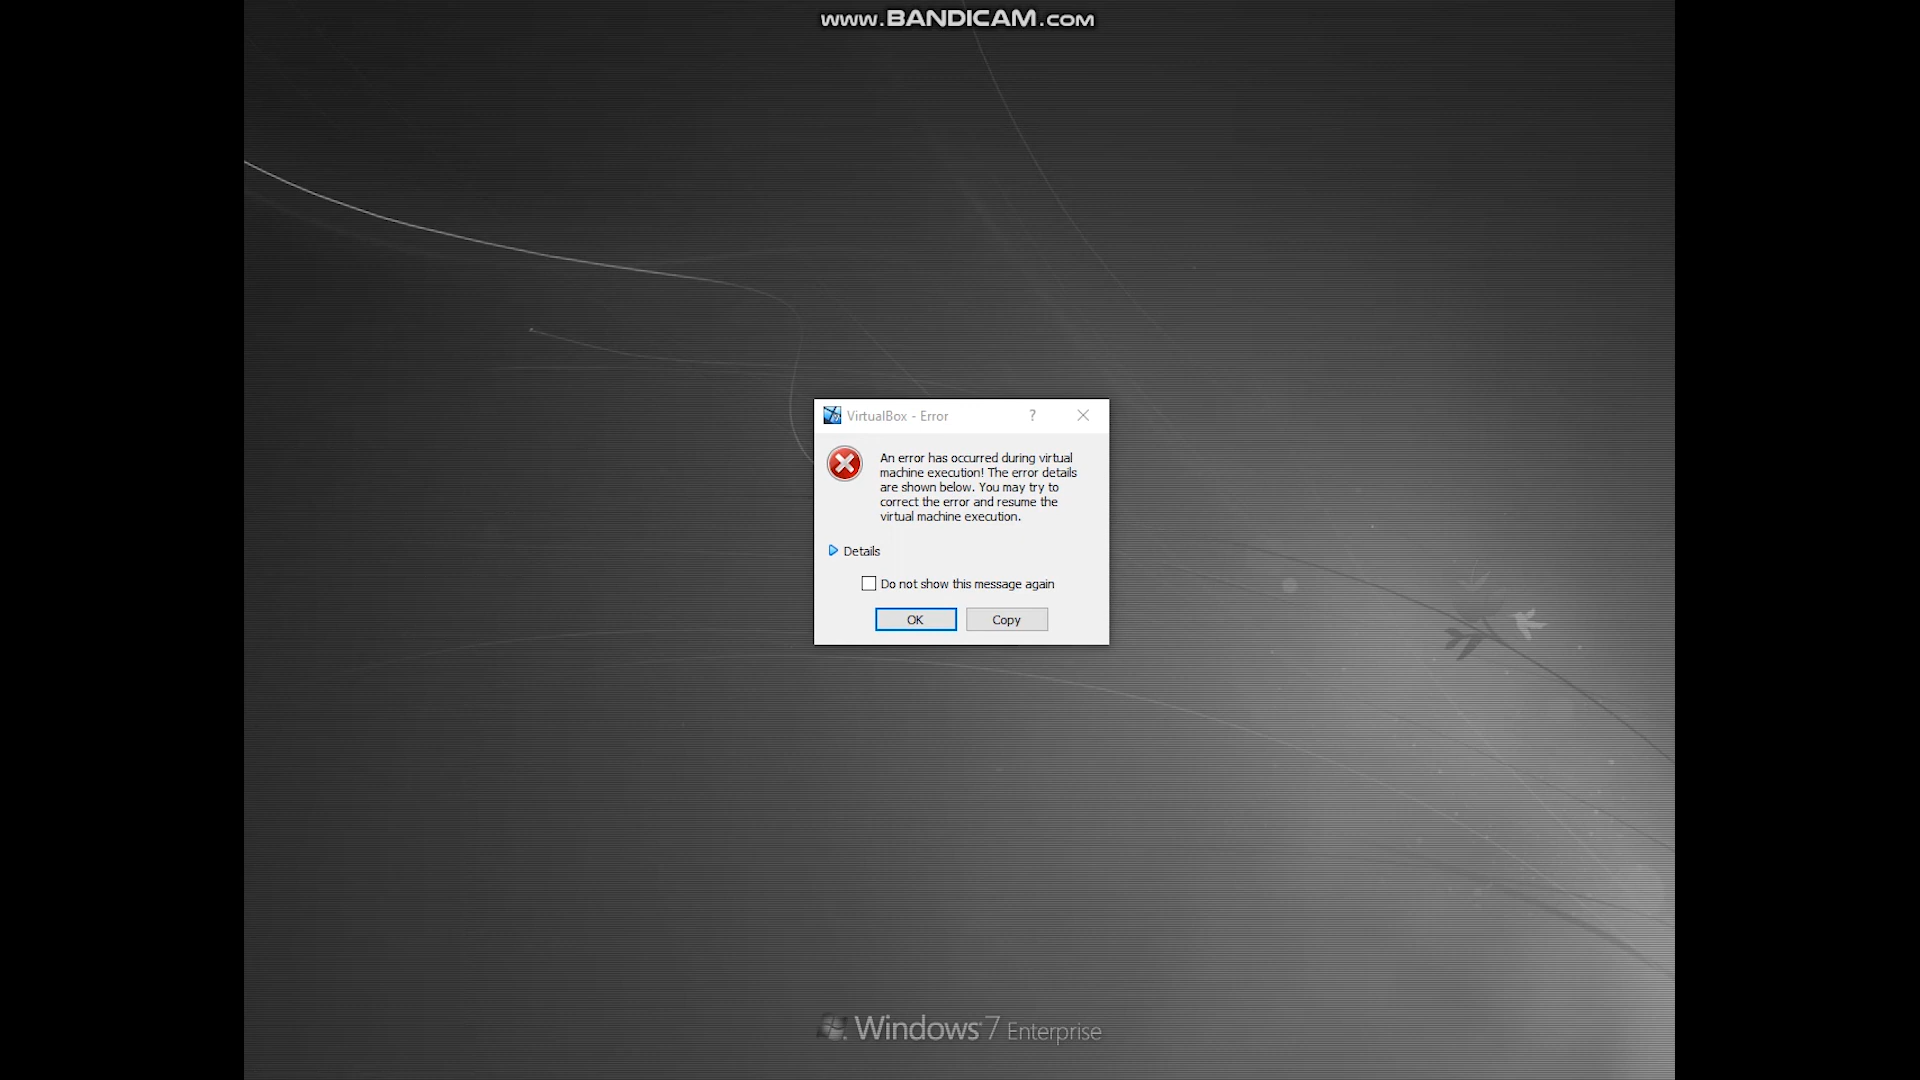 www.BANDICAM.com
VirtualBox - Error ?
An error has occurred during virtual
machine execution! The error details
are shown below. You may try to
correct the error and resume the
virtual machine execution.
Details
Do not show this message again
OK Copy
Windows 7 Enterprise